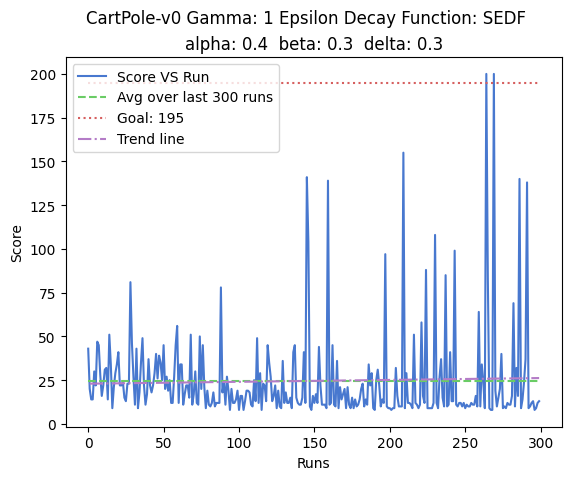 CartPole-v0 Gamma: 1 Epsilon Decay Function: SEDF
alpha: 0.4 beta: 0.3 delta: 0.3
Score VS Run
Avg over last 300 runs
Goal: 195
Trend line
200
175
150
125
100
75
50
25
0
Score
0
50
100
150
200
250
300
Runs